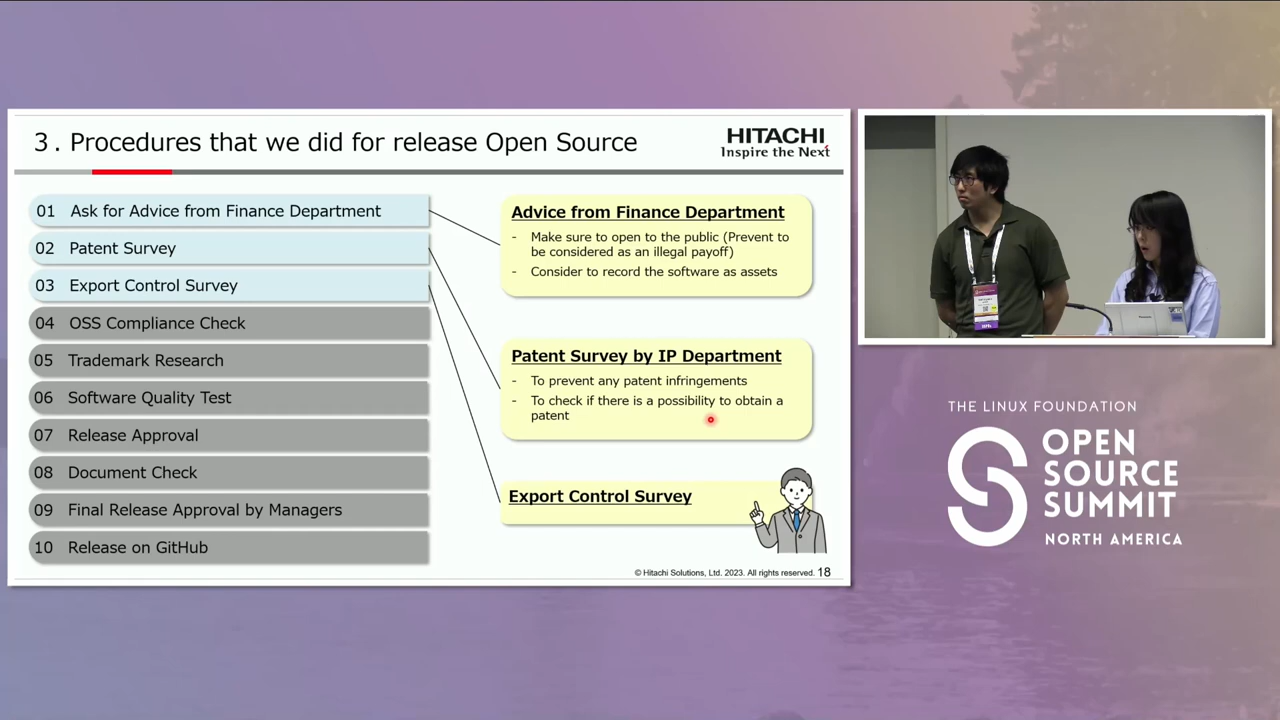 3. Procedures that we did for release Open Source
HITACHI
Inspire the Next
01 Ask for Advice from Finance Department
02 Patent Survey
03 Export Control Survey
04 OSS Compliance Check
05 Trademark Research
06 Software Quality Test
07 Release Approval
08 Document Check
09 Final Release Approval by Managers
10 Release on GitHub
Advice from Finance Department
- Make sure to open to the public (Prevent to
be considered as an illegal payoff)
- Consider to record the software as assets
Patent Survey by IP Department
- To prevent any patent infringements
- To check if there is a possibility to obtain a
patent
Export Control Survey
© Hitachi Solutions, Ltd. 2023. All rights reserved. 18
THE LINUX FOUNDATION
OPEN
SOURCE
SUMMIT
NORTH AMERICA